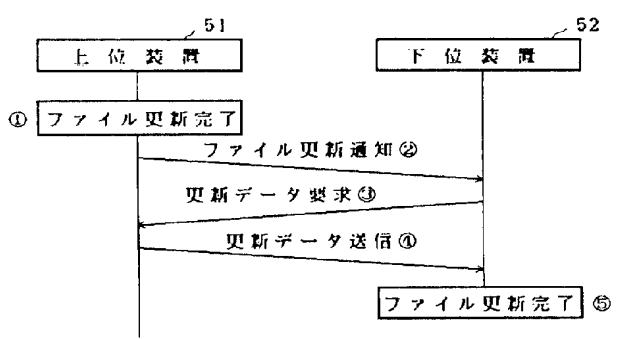 51
52
上位装置
下位装置
① ファイル更新完了
ファイル更新通知②
更新データ要求③
更新データ送信④
ファイル更新完了 ⑤